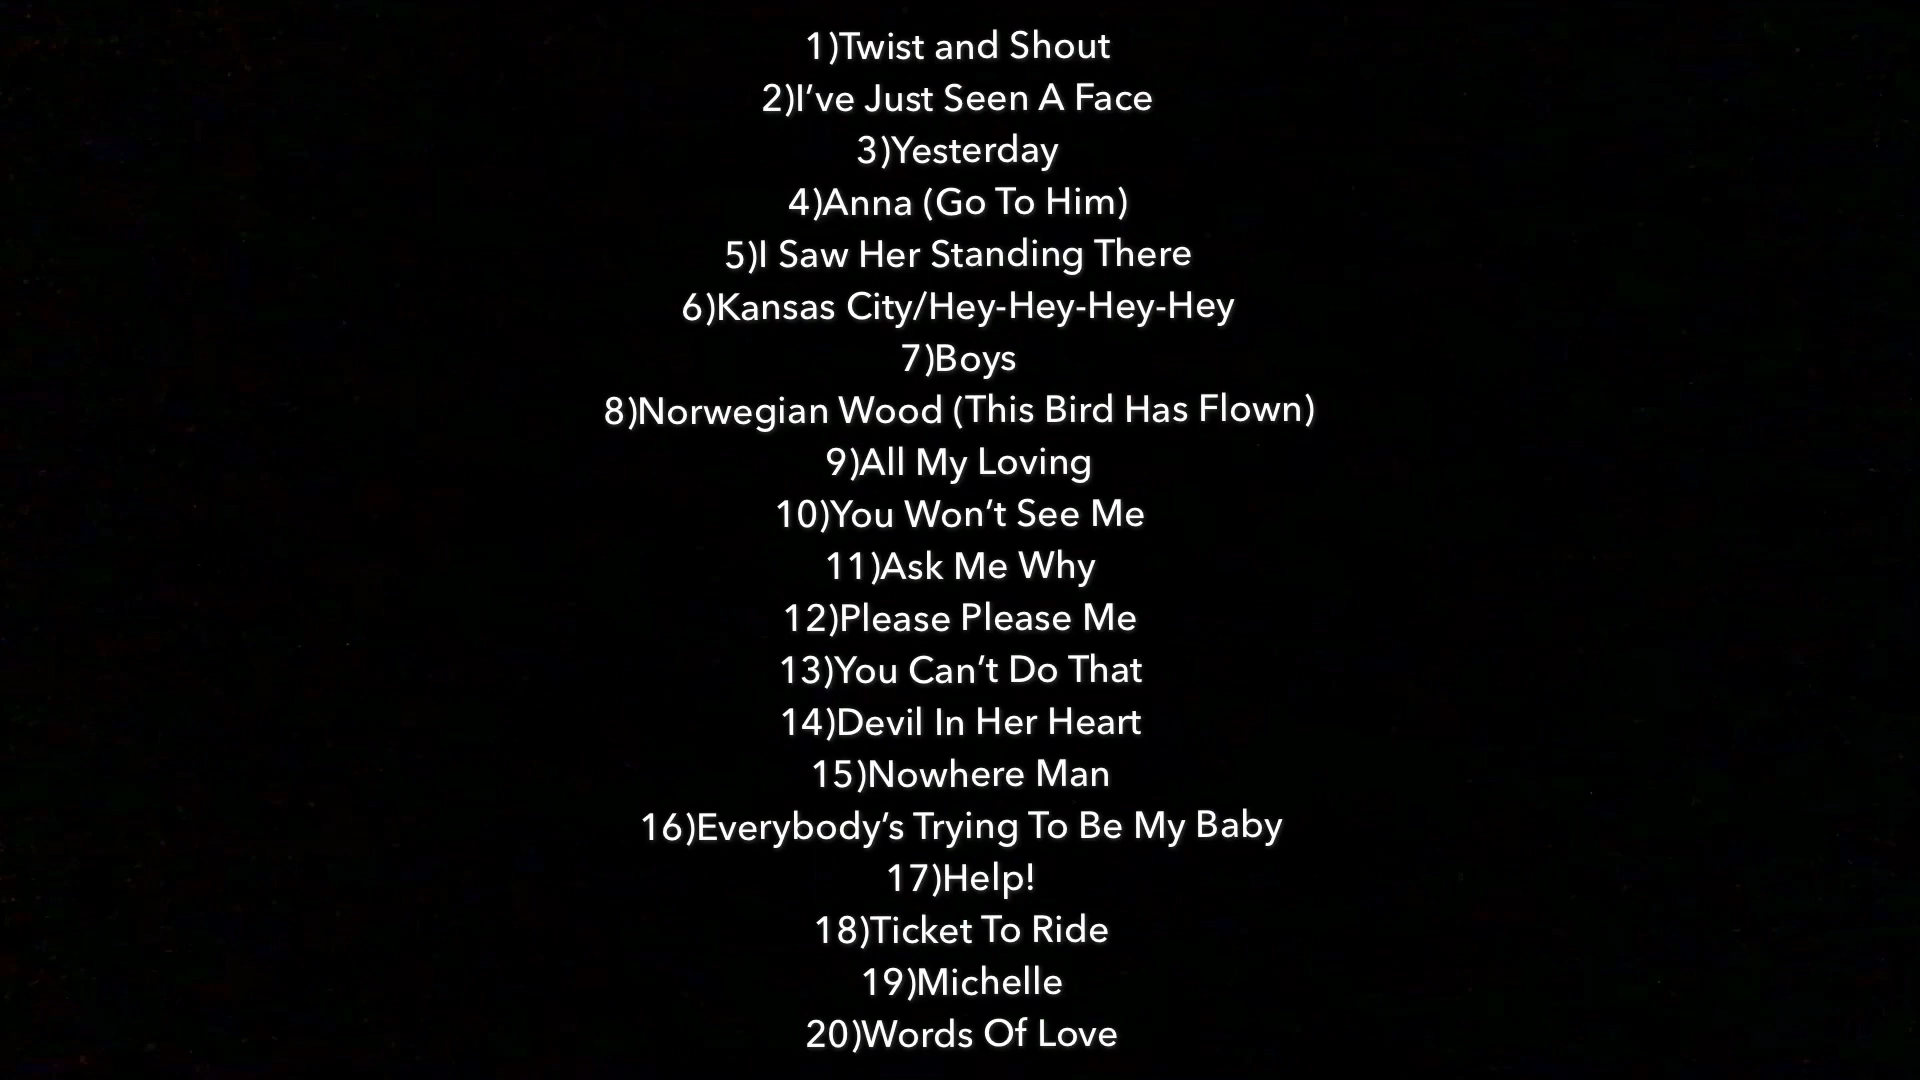 1)Twist and Shout
2)I’ve Just Seen A Face
3)Yesterday
4)Anna (Go To Him)
5)I Saw Her Standing There
6)Kansas City/Hey-Hey-Hey-Hey
7)Boys
8)Norwegian Wood (This Bird Has Flown)
9)All My Loving
10)You Won’t See Me
11)Ask Me Why
12)Please Please Me
13)You Can’t Do That
14)Devil In Her Heart
15)Nowhere Man
16)Everybody’s Trying To Be My Baby
17)Help!
18)Ticket To Ride
19)Michelle
20)Words Of Love